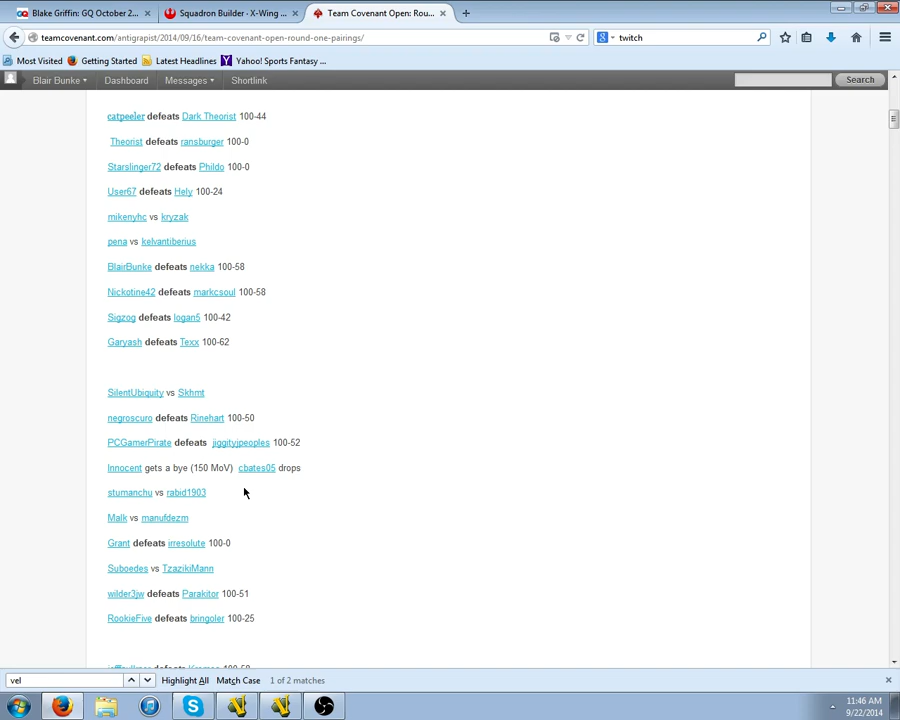 Blake Griffin: GQ October 2... Squadron Builder - X-Wing ... Team Covenant Open: Rou...
teamcovenant.com/antigrapist/2014/09/16/team-covenant-open-round-one-pairings/ twitch
Most Visited Getting Started Latest Headlines Yahoo! Sports Fantasy ...
Blair Bunke Dashboard Messages Shortlink Search
catpeeler defeats Dark Theorist 100-44
Theorist defeats ransburger 100-0
Starslinger72 defeats Phildo 100-0
User67 defeats Hely 100-24
mikenyhc vs kryzak
pena vs kelvantiberius
BlairBunke defeats nekka 100-58
Nickotine42 defeats markcsoul 100-58
Sigzog defeats logan5 100-42
Garyash defeats Texx 100-62
SilentUbiquity vs Skhmt
negroscuro defeats Rinehart 100-50
PCGamerPirate defeats jiggityjpeoples 100-52
Innocent gets a bye (150 MoV) cbates05 drops
stumanchu vs rabid1903
Malk vs manufdezm
Grant defeats irresolute 100-0
Suboedes vs TzazikiMann
wilder3jw defeats Parakitor 100-51
RookieFive defeats bringoler 100-25
vel Highlight All Match Case 1 of 2 matches
11:46 AM
9/22/2014